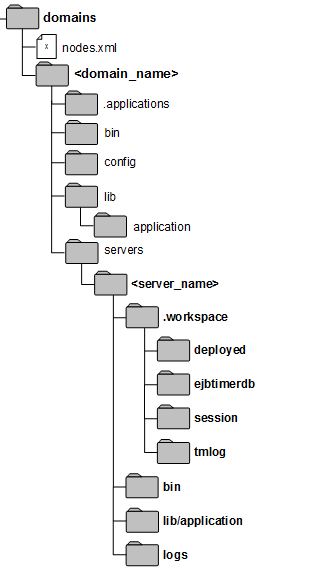 domains
x
nodes.xml
<domain_name>
.applications
bin
config
lib
application
servers
<server_name>
.workspace
deployed
ejbtimerdb
session
tmlog
bin
lib/application
logs